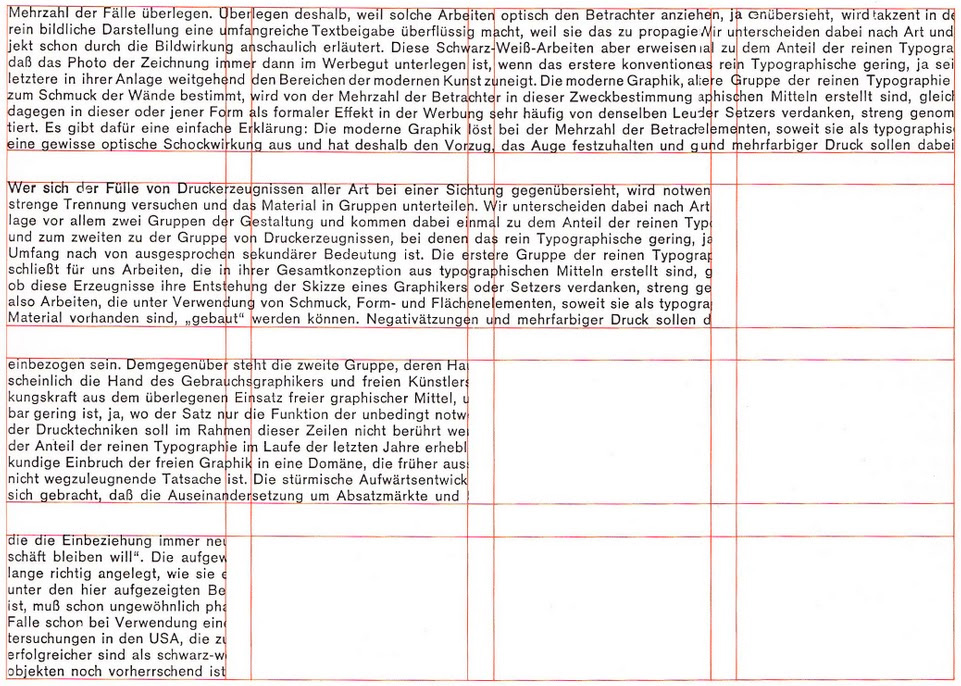 Mehrzahl der Fälle überlegen. Überlegen deshalb, weil solche Arbeiten optisch den Betrachter anziehen, ja genübersieht, wird takzent in de
rein bildliche Darstellung eine umfangreiche Textbeigabe überflüssig macht, weil sie das zu propagie Wir unterscheiden dabei nach Art und
jekt schon durch die Bildwirkung anschaulich erläutert. Diese Schwarz-Weiß-Arbeiten aber erweisen al zu dem Anteil der reinen Typogra
daß das Photo der Zeichnung immer dann im Werbegut unterlegen ist, wenn das erstere konventione as rein Typographische gering, ja sei
letztere in ihrer Anlage weitgehend den Bereichen der modernen Kunst zuneigt. Die moderne Graphik, al Gruppe der reinen Typographie
zum Schmuck der Wände bestimmt, wird von der Mehrzahl der Betrachter in dieser Zweckbestimmung aphischen Mitteln erstellt sind, gleich
dagegen in dieser oder jener Form als formaler Effekt in der Werbung sehr häufig von denselben Leu der Setzers verdanken, streng genom
tiert. Es gibt dafür eine einfache Erklärung: Die moderne Graphik löst bei der Mehrzahl der Betrach elementen, soweit sie als typographis
eine gewisse optische Schockwirkung aus und hat deshalb den Vorzug, das Auge festzuhalten und g und mehrfarbiger Druck sollen dabei
Wer sich der Fülle von Druckerzeugnissen aller Art bei einer Sichtung gegenübersieht, wird notwen
strenge Trennung versuchen und das Material in Gruppen unterteilen. Wir unterscheiden dabei nach Art
lage vor allem zwei Gruppen der Gestaltung und kommen dabei einmal zu dem Anteil der reinen Typo
und zum zweiten zu der Gruppe von Druckerzeugnissen, bei denen das rein Typographische gering, ja
Umfang nach von ausgesprochen sekundärer Bedeutung ist. Die erstere Gruppe der reinen Typograp
schließt für uns Arbeiten, die in ihrer Gesamtkonzeption aus typographischen Mitteln erstellt sind, g
ob diese Erzeugnisse ihre Entstehung der Skizze eines Graphikers oder Setzers verdanken, streng ge
also Arbeiten, die unter Verwendung von Schmuck, Form- und Flächenelementen, soweit sie als typogra
Material vorhanden sind, „gebaut“ werden können. Negativätzungen und mehrfarbiger Druck sollen d
einbezogen sein. Demgegenüber steht die zweite Gruppe, deren Ha
scheinlich die Hand des Gebrauchsgraphikers und freien Künstlers
kungskraft aus dem überlegenen Einsatz freier graphischer Mittel, u
bar gering ist, ja, wo der Satz nur die Funktion der unbedingt notw
der Drucktechniken soll im Rahmen dieser Zeilen nicht berührt we
der Anteil der reinen Typographie im Laufe der letzten Jahre erhebl
kundige Einbruch der freien Graphik in eine Domäne, die früher aus
nicht wegzuleugnende Tatsache ist. Die stürmische Aufwärtsentwick
sich gebracht, daß die Auseinandersetzung um Absatzmärkte und
die die Einbeziehung immer neu
schäft bleiben will“. Die aufgew
lange richtig angelegt, wie sie e
unter den hier aufgezeigten Be
ist, muß schon ungewöhnlich pha
Falle schon bei Verwendung ein
tersuchungen in den USA, die zu
erfolgreicher sind als schwarz-w
objekten noch vorherrschend ist